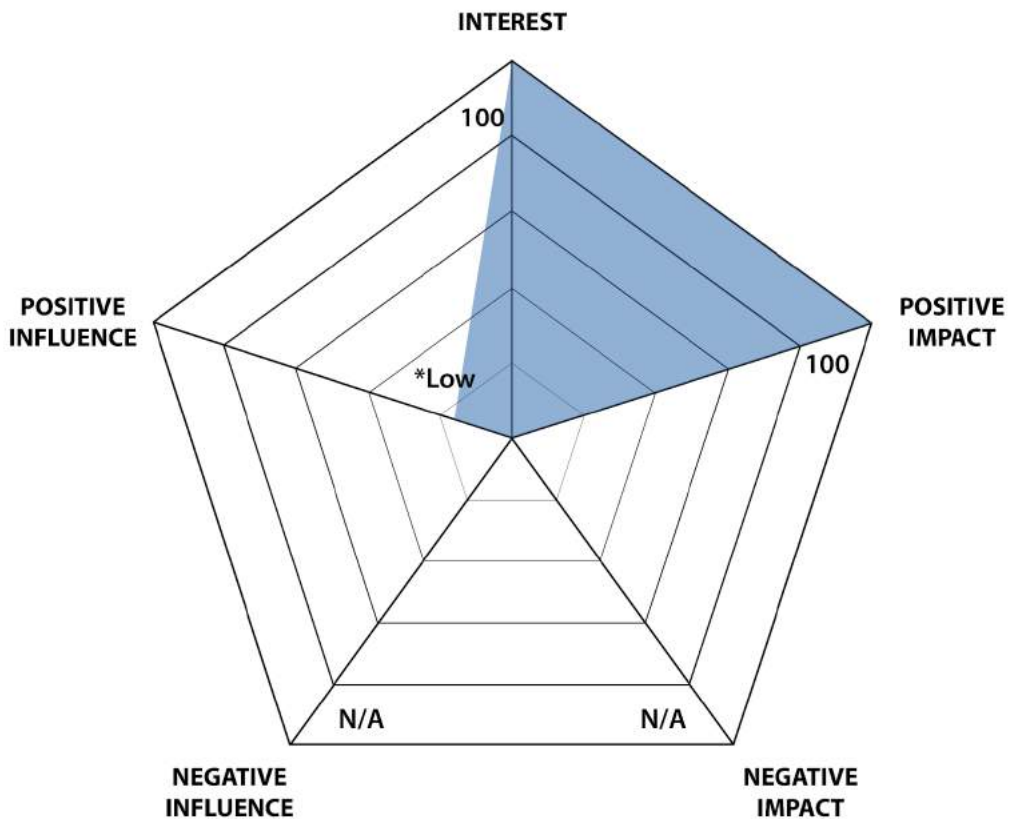 INTEREST
100
POSITIVE
INFLUENCE
POSITIVE
IMPACT
100
*Low
N/A
N/A
NEGATIVE
INFLUENCE
NEGATIVE
IMPACT